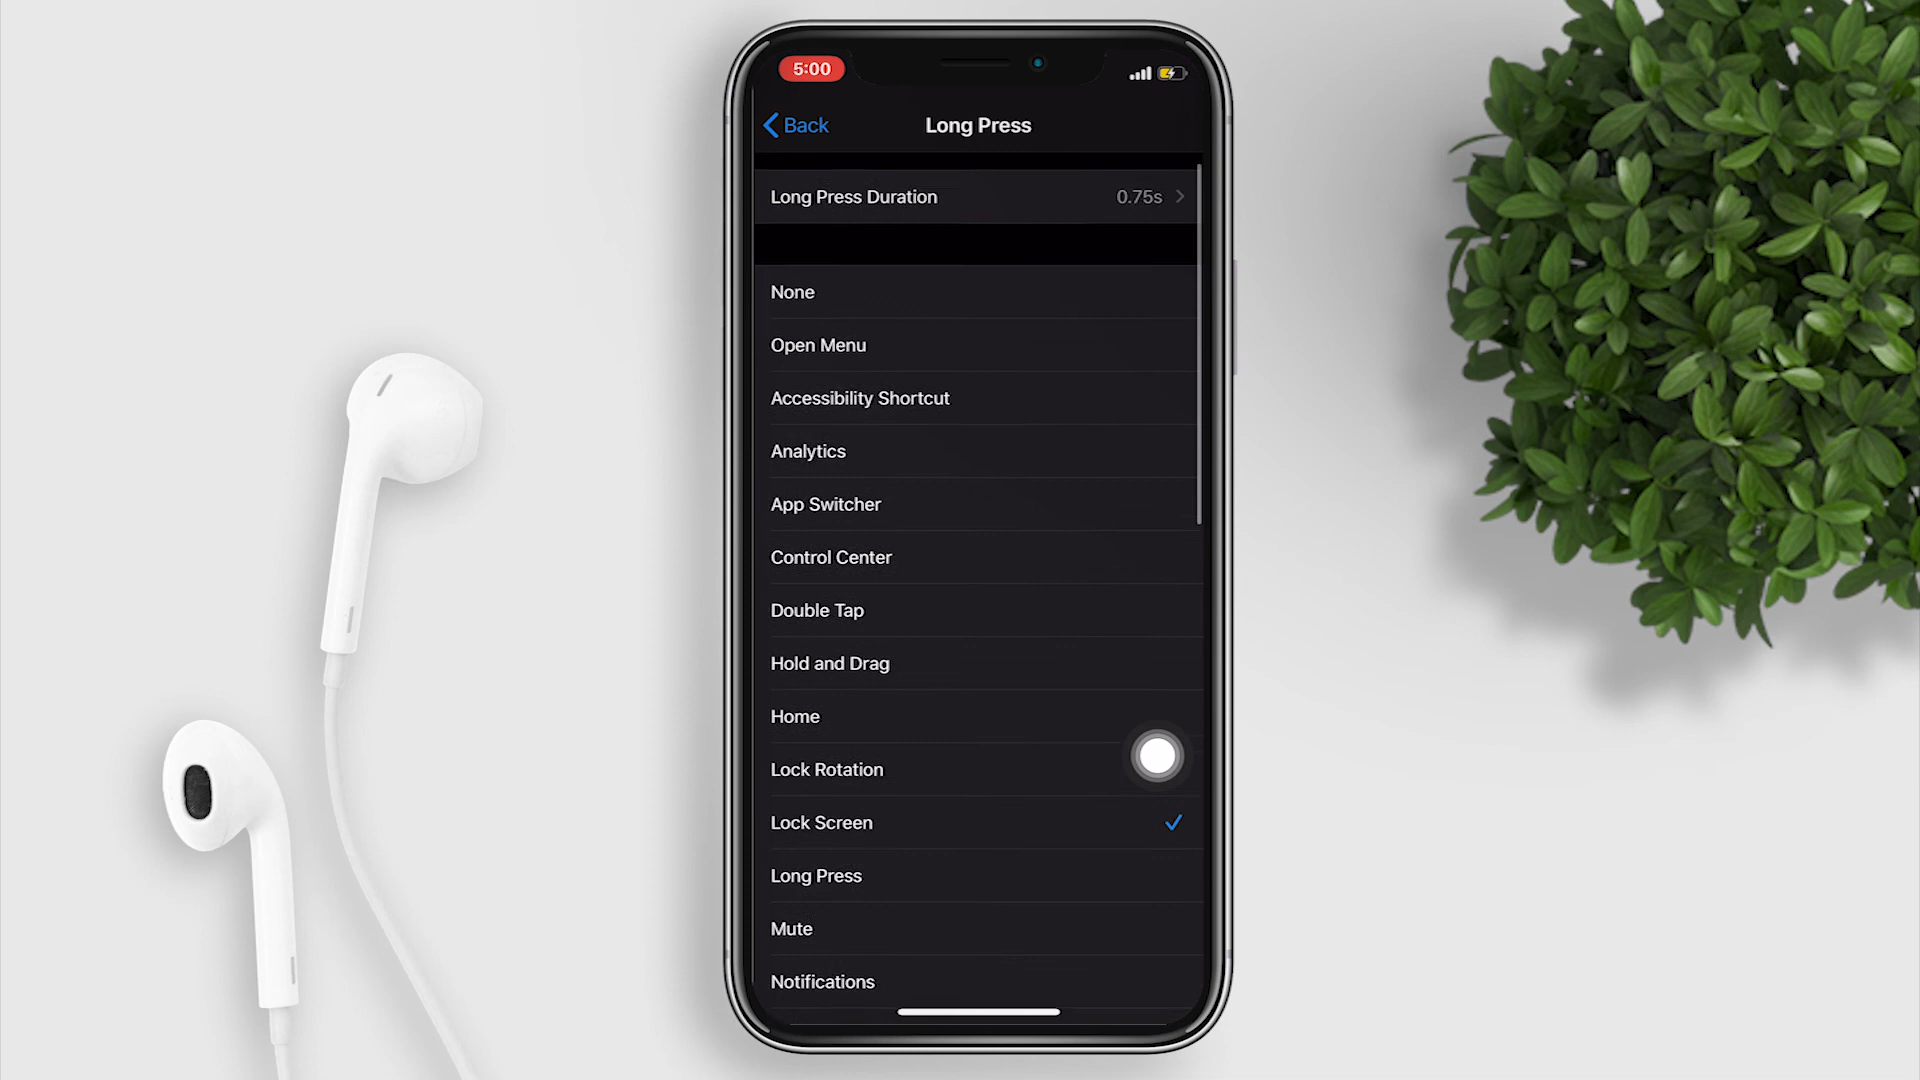 5:00
Back
Long Press
Long Press Duration
0.75s
None
Open Menu
Accessibility Shortcut
Analytics
App Switcher
Control Center
Double Tap
Hold and Drag
Home
Lock Rotation
Lock Screen
Long Press
Mute
Notifications